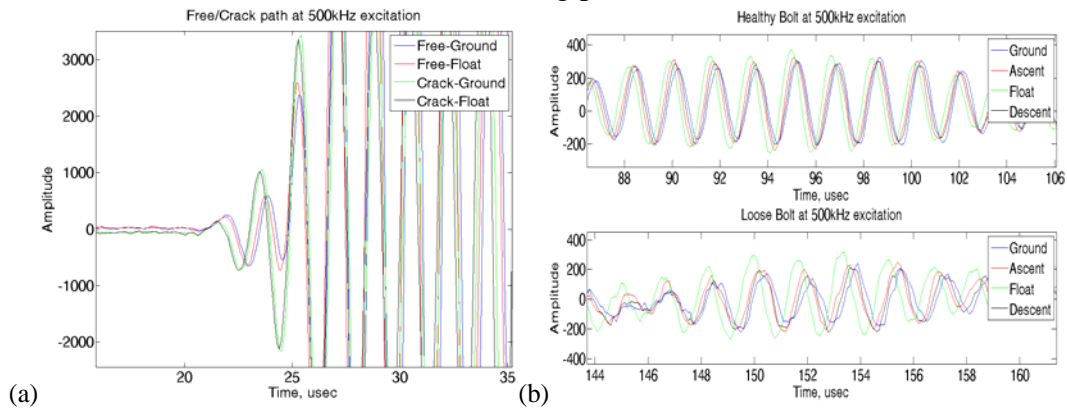 Free/Crack path at 500kHz excitation
Amplitude
3000
2000
1000
0
-1000
-2000
Free-Ground
Free-Float
Crack-Ground
Crack-Float
20
25
30
35
Time, usec
(a)
Healthy Bolt at 500kHz excitation
Amplitude
400
200
0
-200
Ground
Ascent
Float
Descent
88 90 92 94 96 98 100 102 104 106
Time, usec
Loose Bolt at 500kHz excitation
Amplitude
400
200
0
-200
-400
Ground
Ascent
Float
Descent
144 146 148 150 152 154 156 158 160
Time, usec
(b)